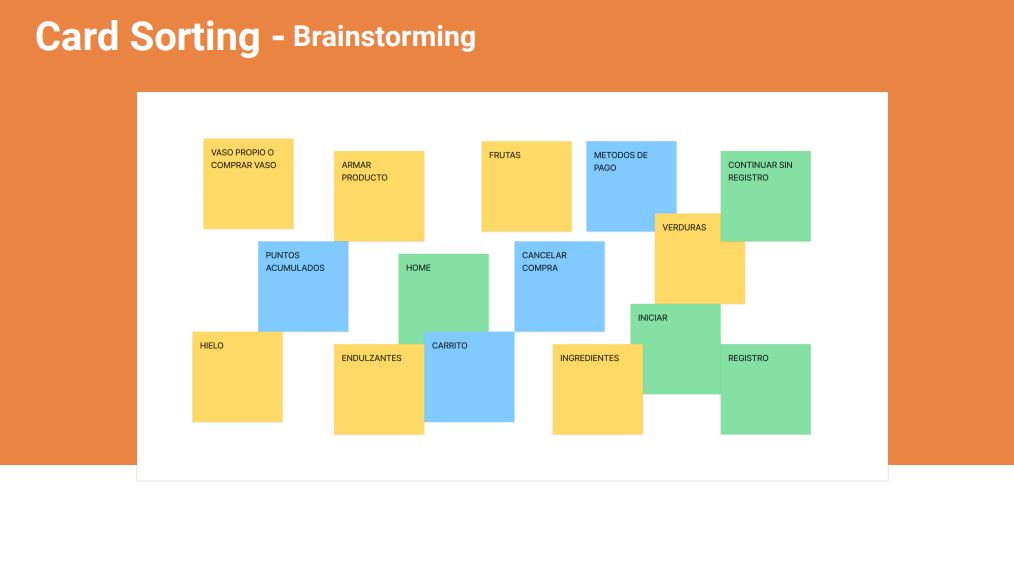 Card Sorting - Brainstorming
VASO PROPIO O
COMPRAR VASO
ARMAR
PRODUCTO
FRUTAS
METODOS DE
PAGO
CONTINUAR SIN
REGISTRO
VERDURAS
PUNTOS
ACUMULADOS
HOME
CANCELAR
COMPRA
INICIAR
HIELO
ENDULZANTES
CARRITO
INGREDIENTES
REGISTRO